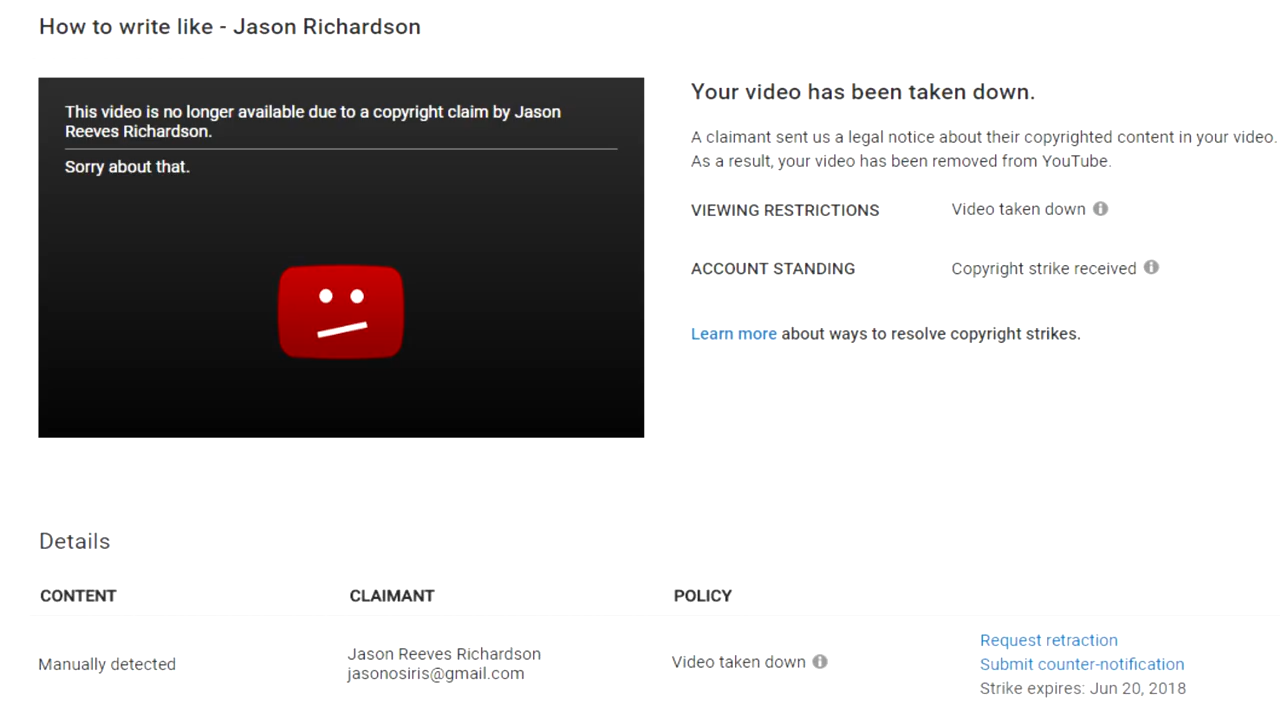 How to write like - Jason Richardson
This video is no longer available due to a copyright claim by Jason
Reeves Richardson.
Sorry about that.
Your video has been taken down.
A claimant sent us a legal notice about their copyrighted content in your video.
As a result, your video has been removed from YouTube.
VIEWING RESTRICTIONS Video taken down
ACCOUNT STANDING Copyright strike received
Learn more about ways to resolve copyright strikes.
Details
CONTENT CLAIMANT POLICY
Manually detected
Jason Reeves Richardson
jasonosiris@gmail.com
Video taken down
Request retraction
Submit counter-notification
Strike expires: Jun 20, 2018